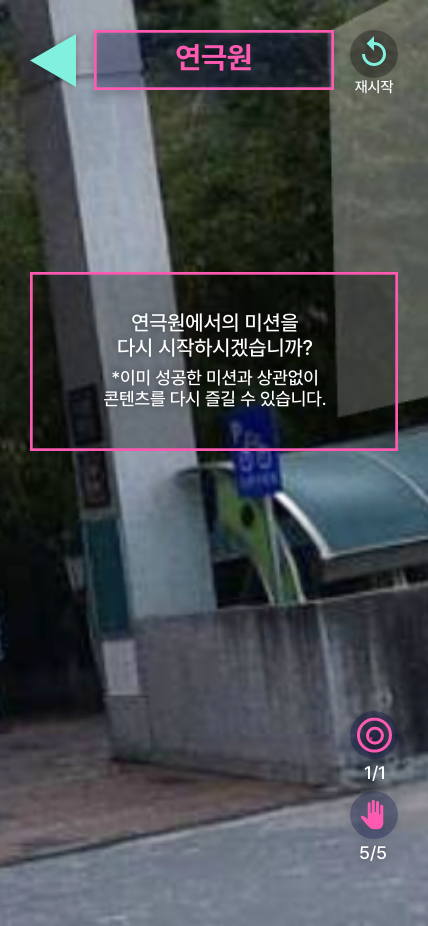 연극원
재시작
연극원에서의 미션을
다시 시작하시겠습니까?
*이미 성공한 미션과 상관없이
콘텐츠를 다시 즐길 수 있습니다.
1/1
5/5